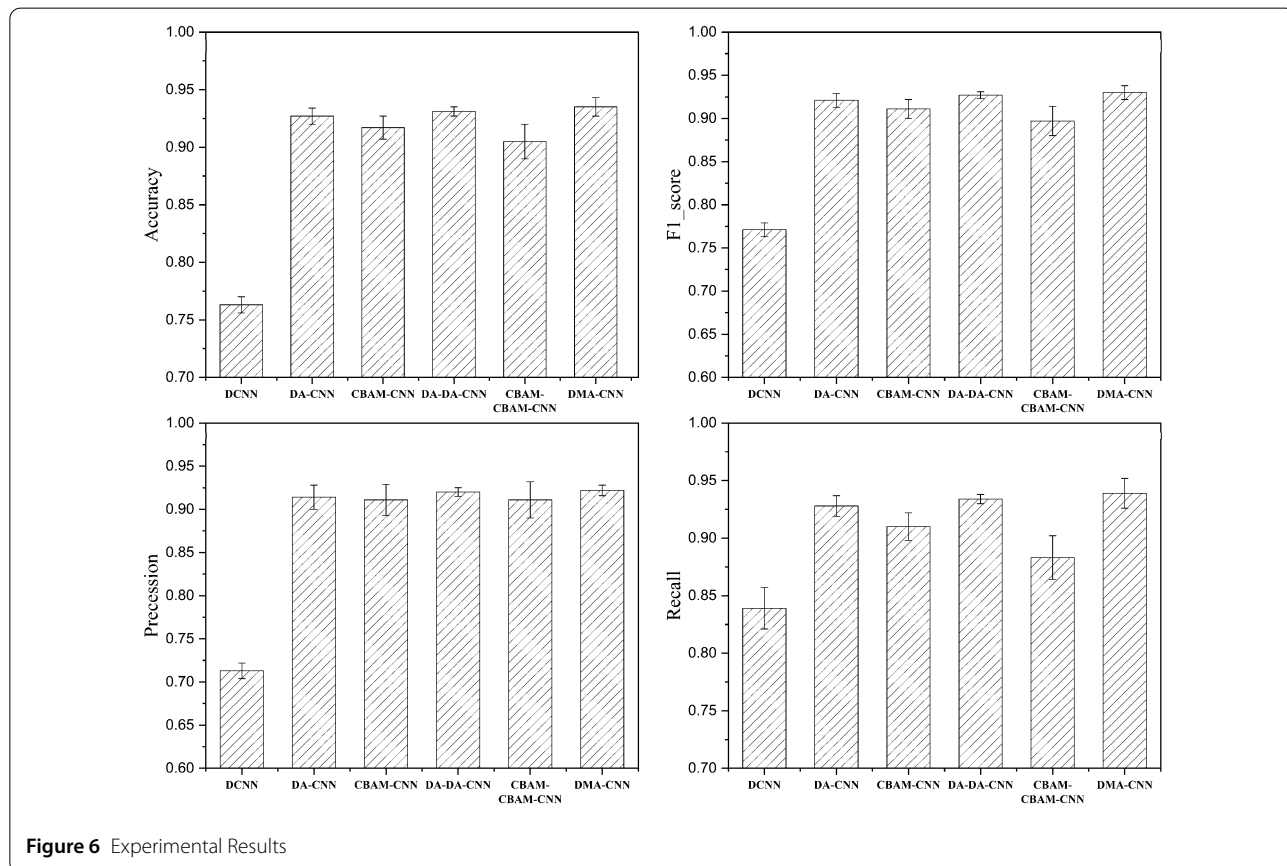 1.00
0.95
0.90
0.85
0.80
0.75
0.70
Accuracy
DCNN DA-CNN CBAM-CNN DA-DA-CNN CBAM- DMA-CNN
CBAM-CNN
1.00
0.95
0.90
0.85
0.80
0.75
0.70
0.65
0.60
F1_score
DCNN DA-CNN CBAM-CNN DA-DA-CNN CBAM- DMA-CNN
CBAM-CNN
1.00
0.95
0.90
0.85
0.80
0.75
0.70
0.65
0.60
Precession
DCNN DA-CNN CBAM-CNN DA-DA-CNN CBAM- DMA-CNN
CBAM-CNN
1.00
0.95
0.90
0.85
0.80
0.75
0.70
Recall
DCNN DA-CNN CBAM-CNN DA-DA-CNN CBAM- DMA-CNN
CBAM-CNN
Figure 6 Experimental Results